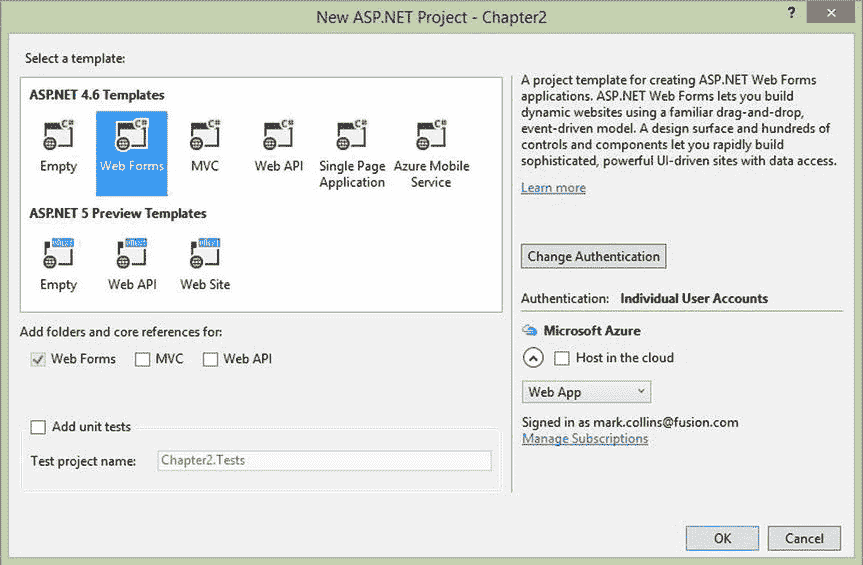 New ASP.NET Project - Chapter2
?
Select a template:
ASP.NET 4.6 Templates
C# C# C# C# C# C#
Empty Web Forms MVC Web API Single Page Application Azure Mobile Service
ASP.NET 5 Preview Templates
Empty Web API Web Site
Add folders and core references for:
Web Forms MVC Web API
Add unit tests
Test project name: Chapter2.Tests
A project template for creating ASP.NET Web Forms
applications. ASP.NET Web Forms lets you build
dynamic websites using a familiar drag-and-drop,
event-driven model. A design surface and hundreds of
controls and components let you rapidly build
sophisticated, powerful UI-driven sites with data access.
Learn more
Change Authentication
Authentication: Individual User Accounts
Microsoft Azure
Host in the cloud
Web App
Signed in as mark.collins@fusion.com
Manage Subscriptions
OK Cancel